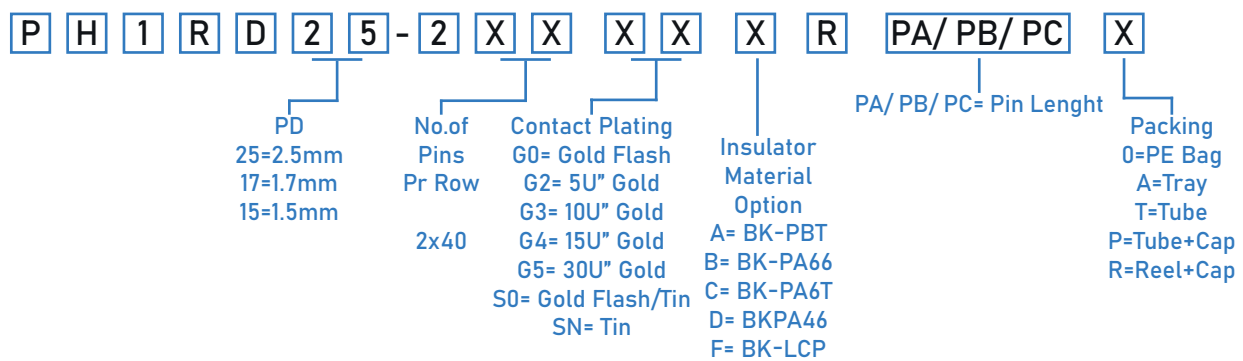 P H 1 R D 2 5 - 2 X X X X X R PA/ PB/ PC X
PD
25=2.5mm
17=1.7mm
15=1.5mm
No.of
Pins
Pr Row
2x40
Contact Plating
G0= Gold Flash
G2= 5U” Gold
G3= 10U” Gold
G4= 15U” Gold
G5= 30U” Gold
S0= Gold Flash/Tin
SN= Tin
Insulator
Material
Option
A= BK-PBT
B= BK-PA66
C= BK-PA6T
D= BKPA46
F= BK-LCP
PA/ PB/ PC= Pin Lenght
Packing
0=PE Bag
A=Tray
T=Tube
P=Tube+Cap
R=Reel+Cap